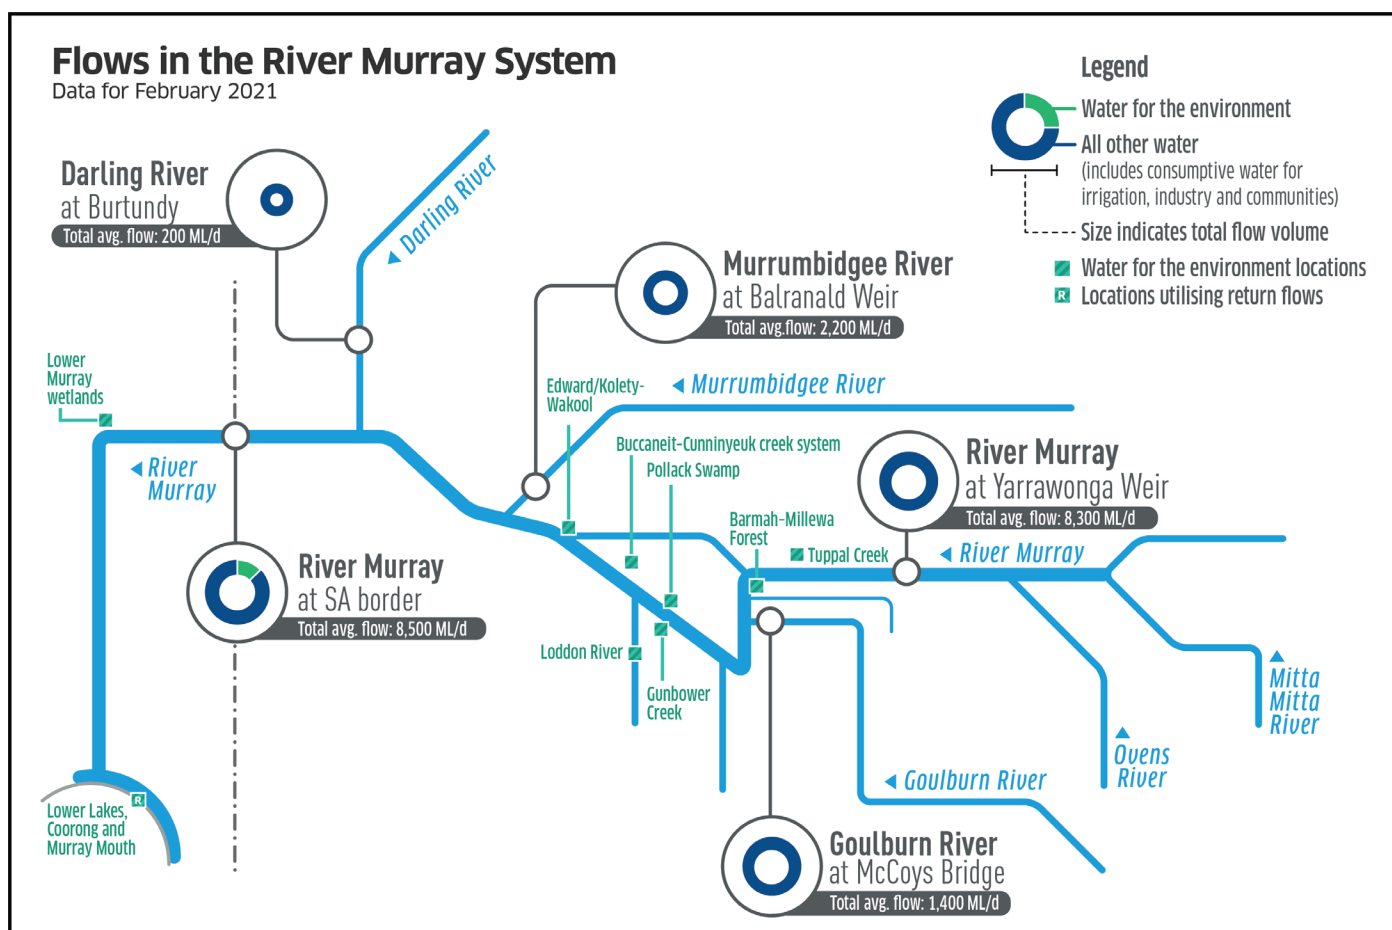 Flows in the River Murray System
Data for February 2021
Legend
Water for the environment
All other water
(includes consumptive water for
irrigation, industry and communities)
Size indicates total flow volume
Water for the environment locations
R
Locations utilising return flows
Darling River
at Burtundy
Total avg. flow: 200 ML/d
Darling River
Murrumbidgee River
at Balranald Weir
Total avg.flow: 2,200 ML/d
Lower
Murray
wetlands
Edward/Kolety-
Wakool
Murrumbidgee River
Buccaneit-Cunninyeuk creek system
Pollack Swamp
River Murray
at Yarrawonga Weir
Total avg. flow: 8,300 ML/d
River
Murray
Barmah-Millewa
Forest
Tuppal Creek
River Murray
River Murray
at SA border
Total avg. flow: 8,500 ML/d
Loddon River
Gunbower
Creek
Mitta
Mitta
River
Ovens
River
Goulburn River
R
Lower Lakes,
Coorong and
Murray Mouth
Goulburn River
at McCoys Bridge
Total avg. flow: 1,400 ML/d